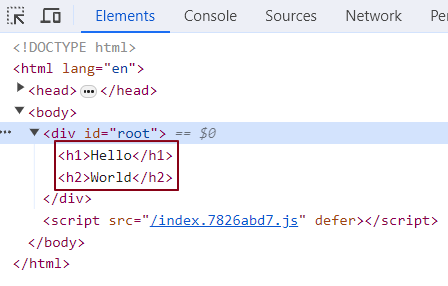 Elements Console Sources Network Pe
<!DOCTYPE html>
<html lang="en">
<head> ••• </head>
<body>
••• <div id="root"> == $0
<h1>Hello</h1>
<h2>World</h2>
</div>
<script src="/index.7826abd7.js" defer></script>
</body>
</html>